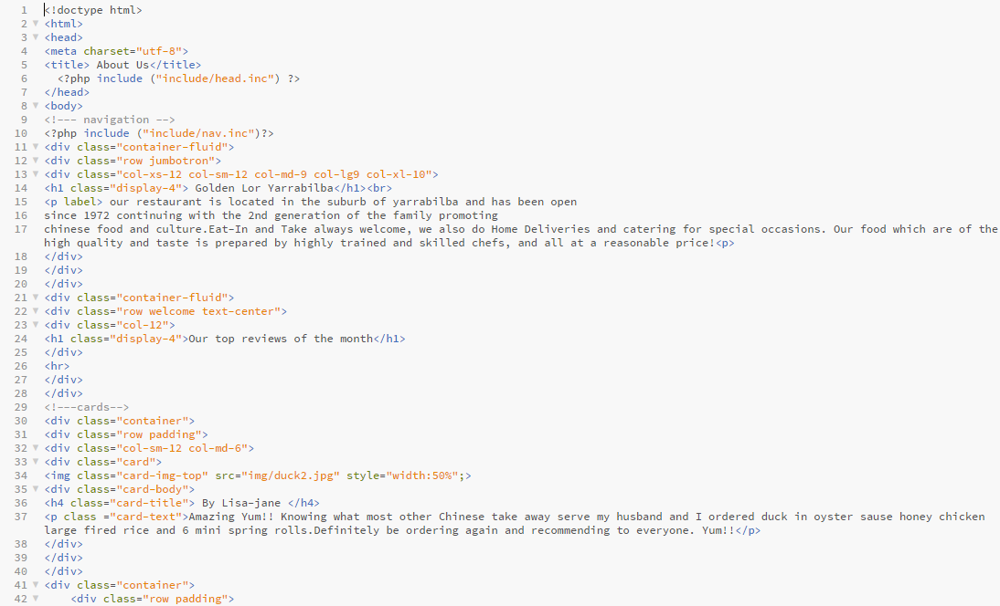 1 <!doctype html>
2 <html>
3 <head>
4 <meta charset="utf-8">
5 <title> About Us</title>
6 <?php include ("include/head.inc") ?>
7 </head>
8 <body>
9 <!--- navigation -->
10 <?php include ("include/nav.inc")?>
11 <div class="container-fluid">
12 <div class="row jumbotron">
13 <div class="col-xs-12 col-sm-12 col-md-9 col-lg9 col-xl-10">
14 <h1 class="display-4"> Golden Lor Yarrabilba</h1><br>
15 <p label> our restaurant is located in the suburb of yarrabilba and has been open
16 since 1972 continuing with the 2nd generation of the family promoting
17 chinese food and culture.Eat-In and Take always welcome, we also do Home Deliveries and catering for special occasions. Our food which are of the
high quality and taste is prepared by highly trained and skilled chefs, and all at a reasonable price!<p>
18 </div>
19 </div>
20 </div>
21 <div class="container-fluid">
22 <div class="row welcome text-center">
23 <div class="col-12">
24 <h1 class="display-4">Our top reviews of the month</h1>
25 </div>
26 <hr>
27 </div>
28 </div>
29 <!---cards-->
30 <div class="container">
31 <div class="row padding">
32 <div class="col-sm-12 col-md-6">
33 <div class="card">
34 <img class="card-img-top" src="img/duck2.jpg" style="width:50%";>
35 <div class="card-body">
36 <h4 class="card-title"> By Lisa-jane </h4>
37 <p class ="card-text">Amazing Yum!! Knowing what most other Chinese take away serve my husband and I ordered duck in oyster sause honey chicken
large fired rice and 6 mini spring rolls.Definitely be ordering again and recommending to everyone. Yum!!</p>
38 </div>
39 </div>
40 </div>
41 <div class="container">
42 <div class="row padding">